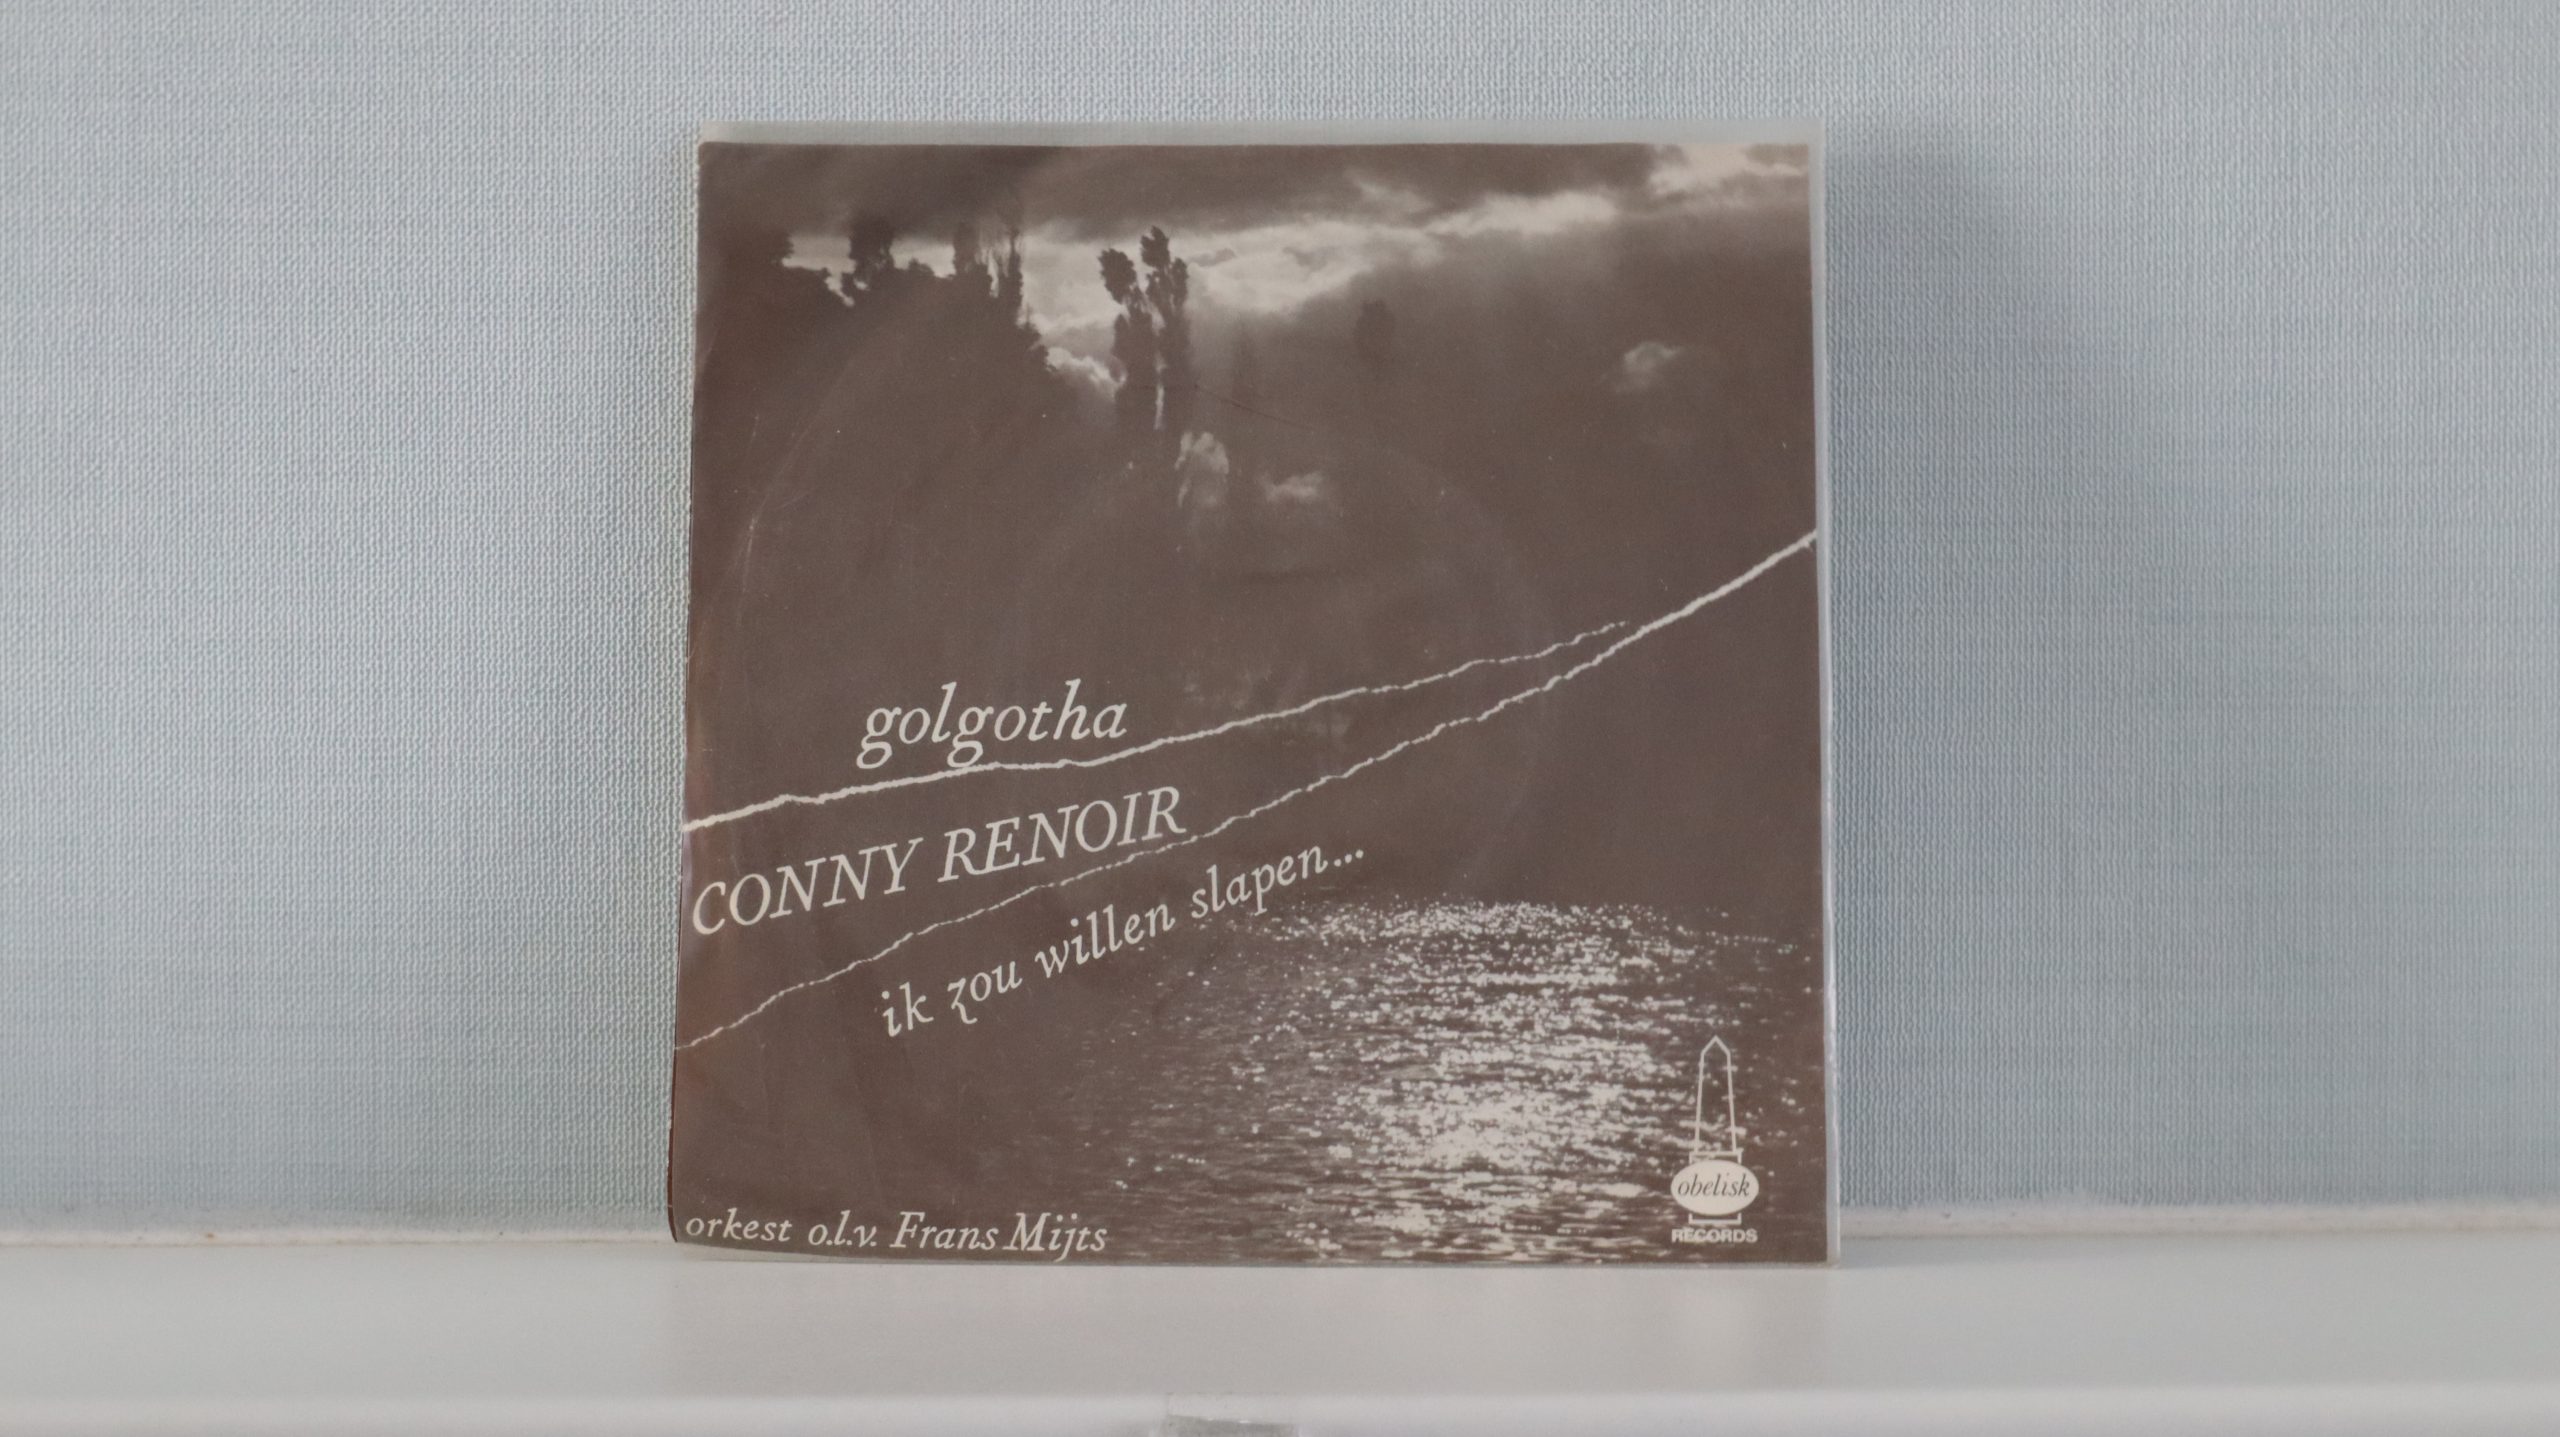 golgotha
CONNY RENOIR
ik zou willen slapen...
orkest o.l.v. Frans Mijts
obelisk
RECORDS